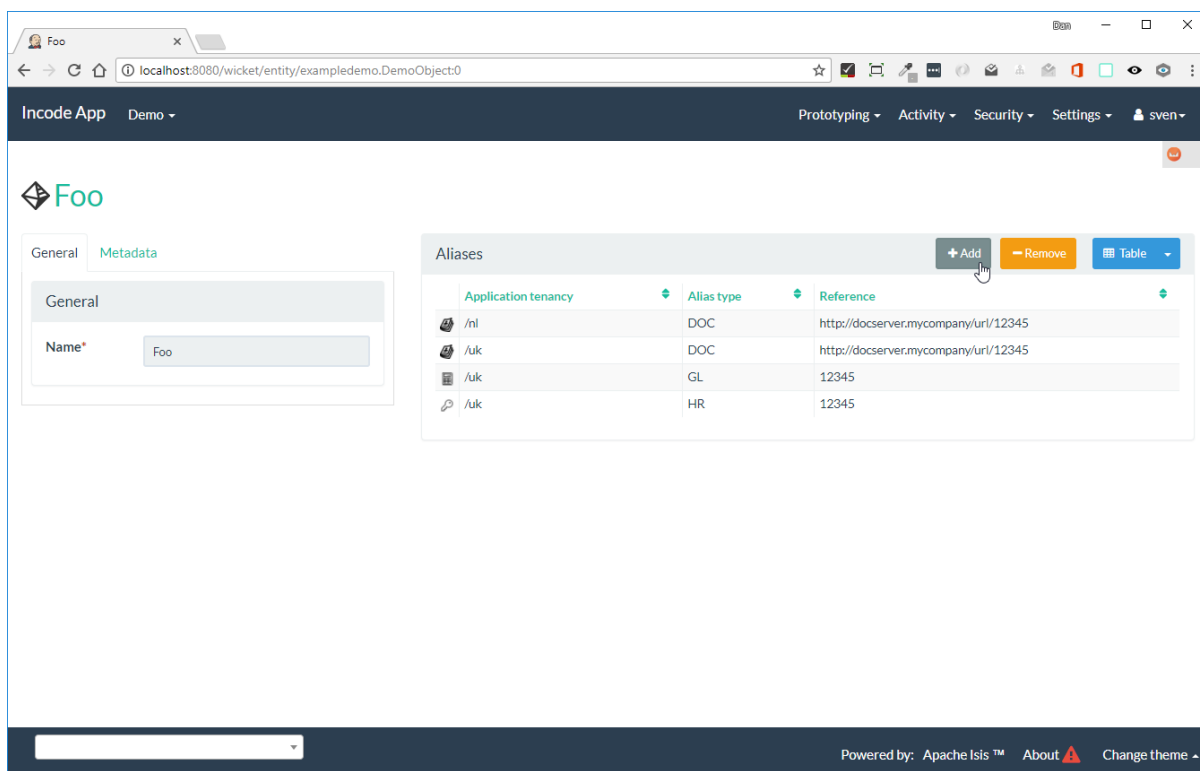 Dan
Foo
localhost:8080/wicket/entity/exampledemo.DemoObject:0
Incode App Demo Prototyping Activity Security Settings sven
Foo
General Metadata
General
Name* Foo
Aliases Add Remove Table
Application tenancy Alias type Reference
/nl DOC http://docserver.mycompany/url/12345
/uk DOC http://docserver.mycompany/url/12345
/uk GL 12345
/uk HR 12345
Powered by: Apache Isis ™ About Change theme